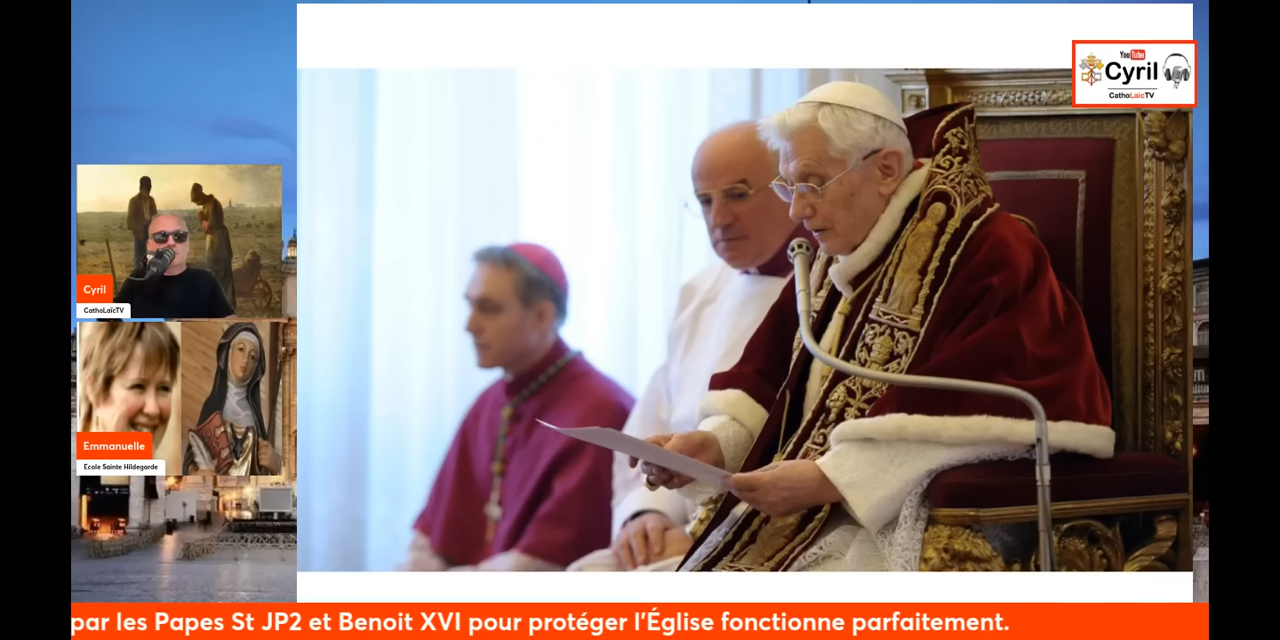 YouTube
Cyril
CathoLaïcTV
Cyril
CathoLaïcTV
Emmanuelle
Ecole Sainte Hildegarde
par les Papes St JP2 et Benoit XVI pour protéger l'Église fonctionne parfaitement.